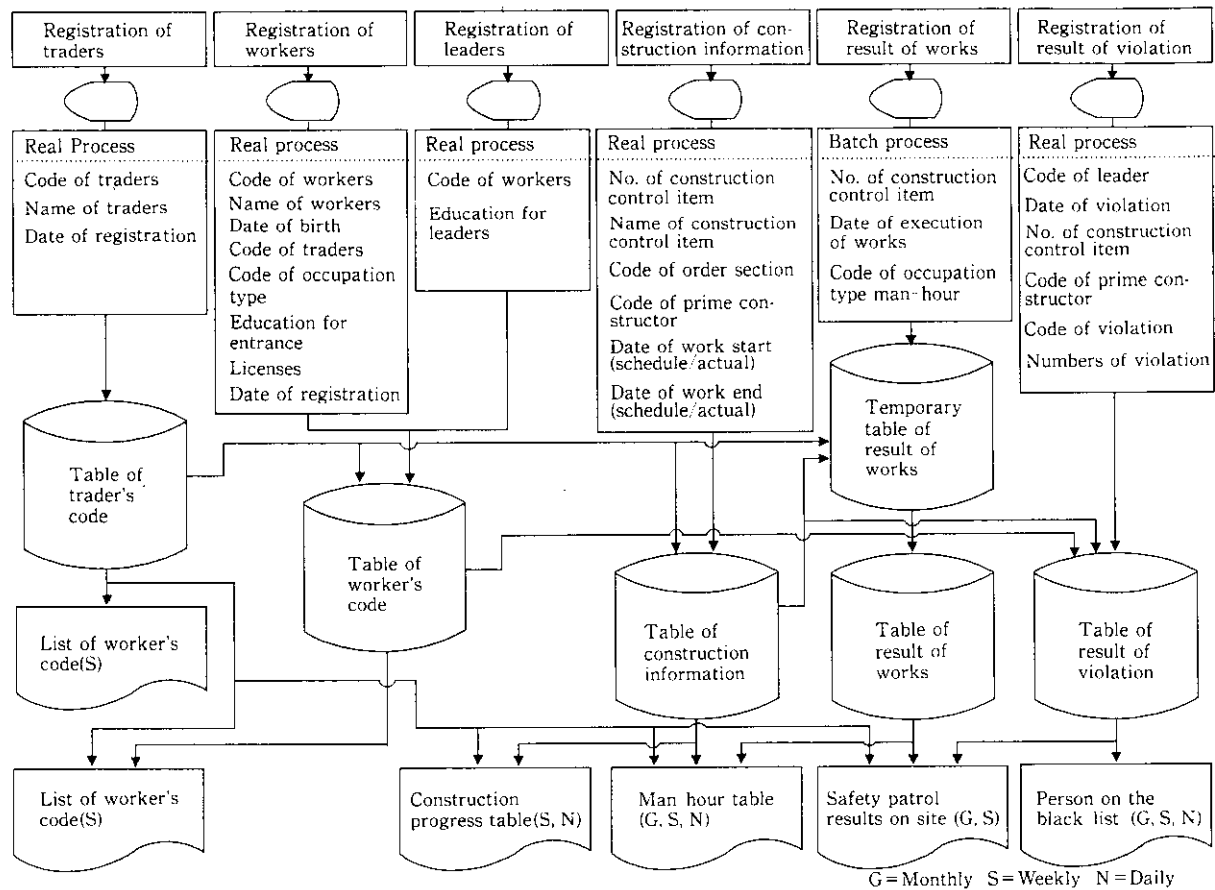 Registration of
traders
Registration of
workers
Registration of
leaders
Registration of con-
struction information
Registration of
result of works
Registration of
result of violation
Real Process
Code of traders
Name of traders
Date of registration
Real process
Code of workers
Name of workers
Date of birth
Code of traders
Code of occupation
type
Education for
entrance
Licenses
Date of registration
Real process
Code of workers
Education for
leaders
Real process
No. of construction
control item
Name of construction
control item
Code of order section
Code of prime con-
structor
Date of work start
(schedule/actual)
Date of work end
(schedule/actual)
Batch process
No. of construction
control item
Date of execution
of works
Code of occupation
type man-hour
Real process
Code of leader
Date of violation
No. of construction
control item
Code of prime con-
structor
Code of violation
Numbers of violation
Temporary
table of
result of
works
Table of
trader's
code
Table of
worker's
code
Table of
construction
information
Table of
result of
works
Table of
result of
violation
List of worker's
code(S)
List of worker's
code(S)
Construction
progress table(S, N)
Man hour table
(G, S, N)
Safety patrol
results on site (G, S)
Person on the
black list (G, S, N)
G=Monthly S=Weekly N=Daily